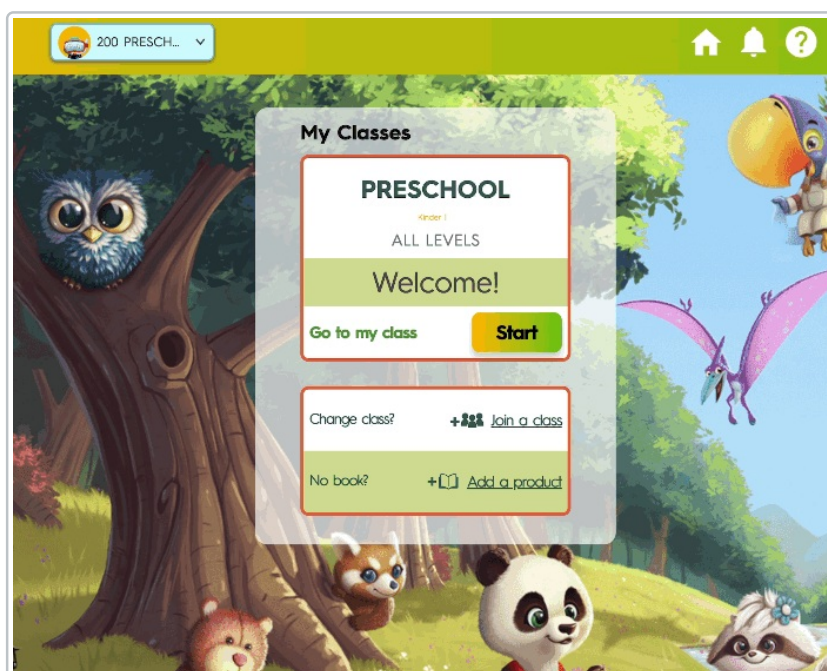 200 PRESCH...
?
My Classes
PRESCHOOL
Kinder 1
ALL LEVELS
Welcome!
Go to my class Start
Change class? + Join a class
No book? + Add a product